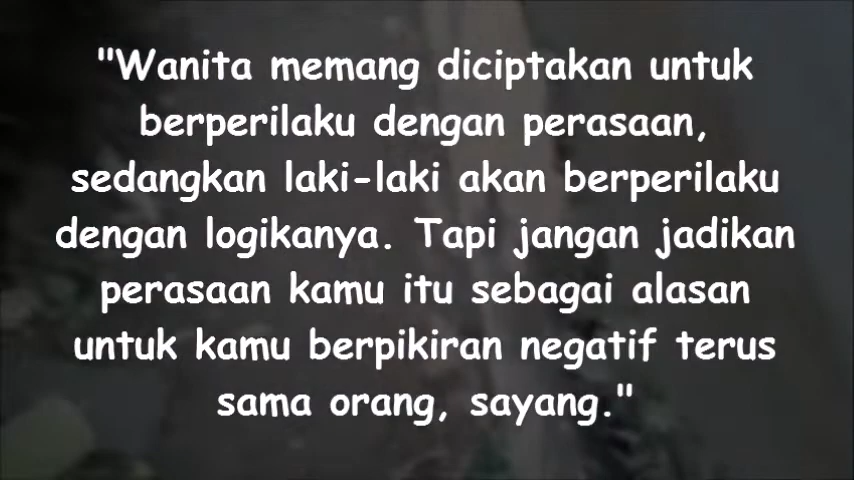 "Wanita memang diciptakan untuk
berperilaku dengan perasaan,
sedangkan laki-laki akan berperilaku
dengan logikanya. Tapi jangan jadikan
perasaan kamu itu sebagai alasan
untuk kamu berpikiran negatif terus
sama orang, sayang."